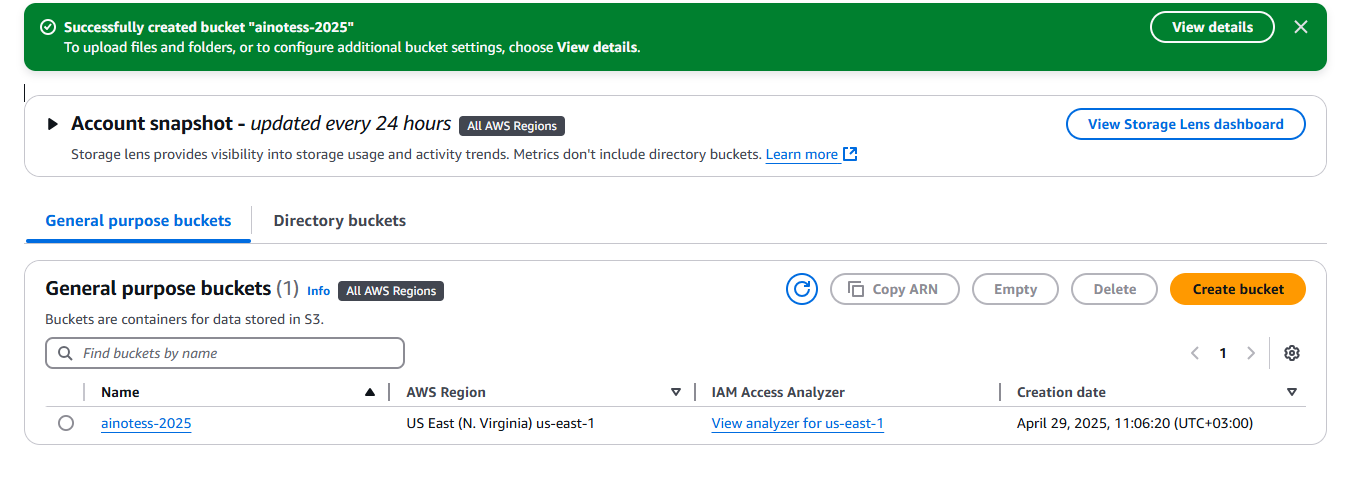 Successfully created bucket "ainotess-2025"
View details
To upload files and folders, or to configure additional bucket settings, choose View details.
Account snapshot - updated every 24 hours All AWS Regions
View Storage Lens dashboard
Storage lens provides visibility into storage usage and activity trends. Metrics don't include directory buckets. Learn more
General purpose buckets Directory buckets
General purpose buckets (1) Info All AWS Regions
Copy ARN Empty Delete Create bucket
Buckets are containers for data stored in S3.
Find buckets by name
1
Name AWS Region IAM Access Analyzer Creation date
ainotess-2025 US East (N. Virginia) us-east-1 View analyzer for us-east-1 April 29, 2025, 11:06:20 (UTC+03:00)